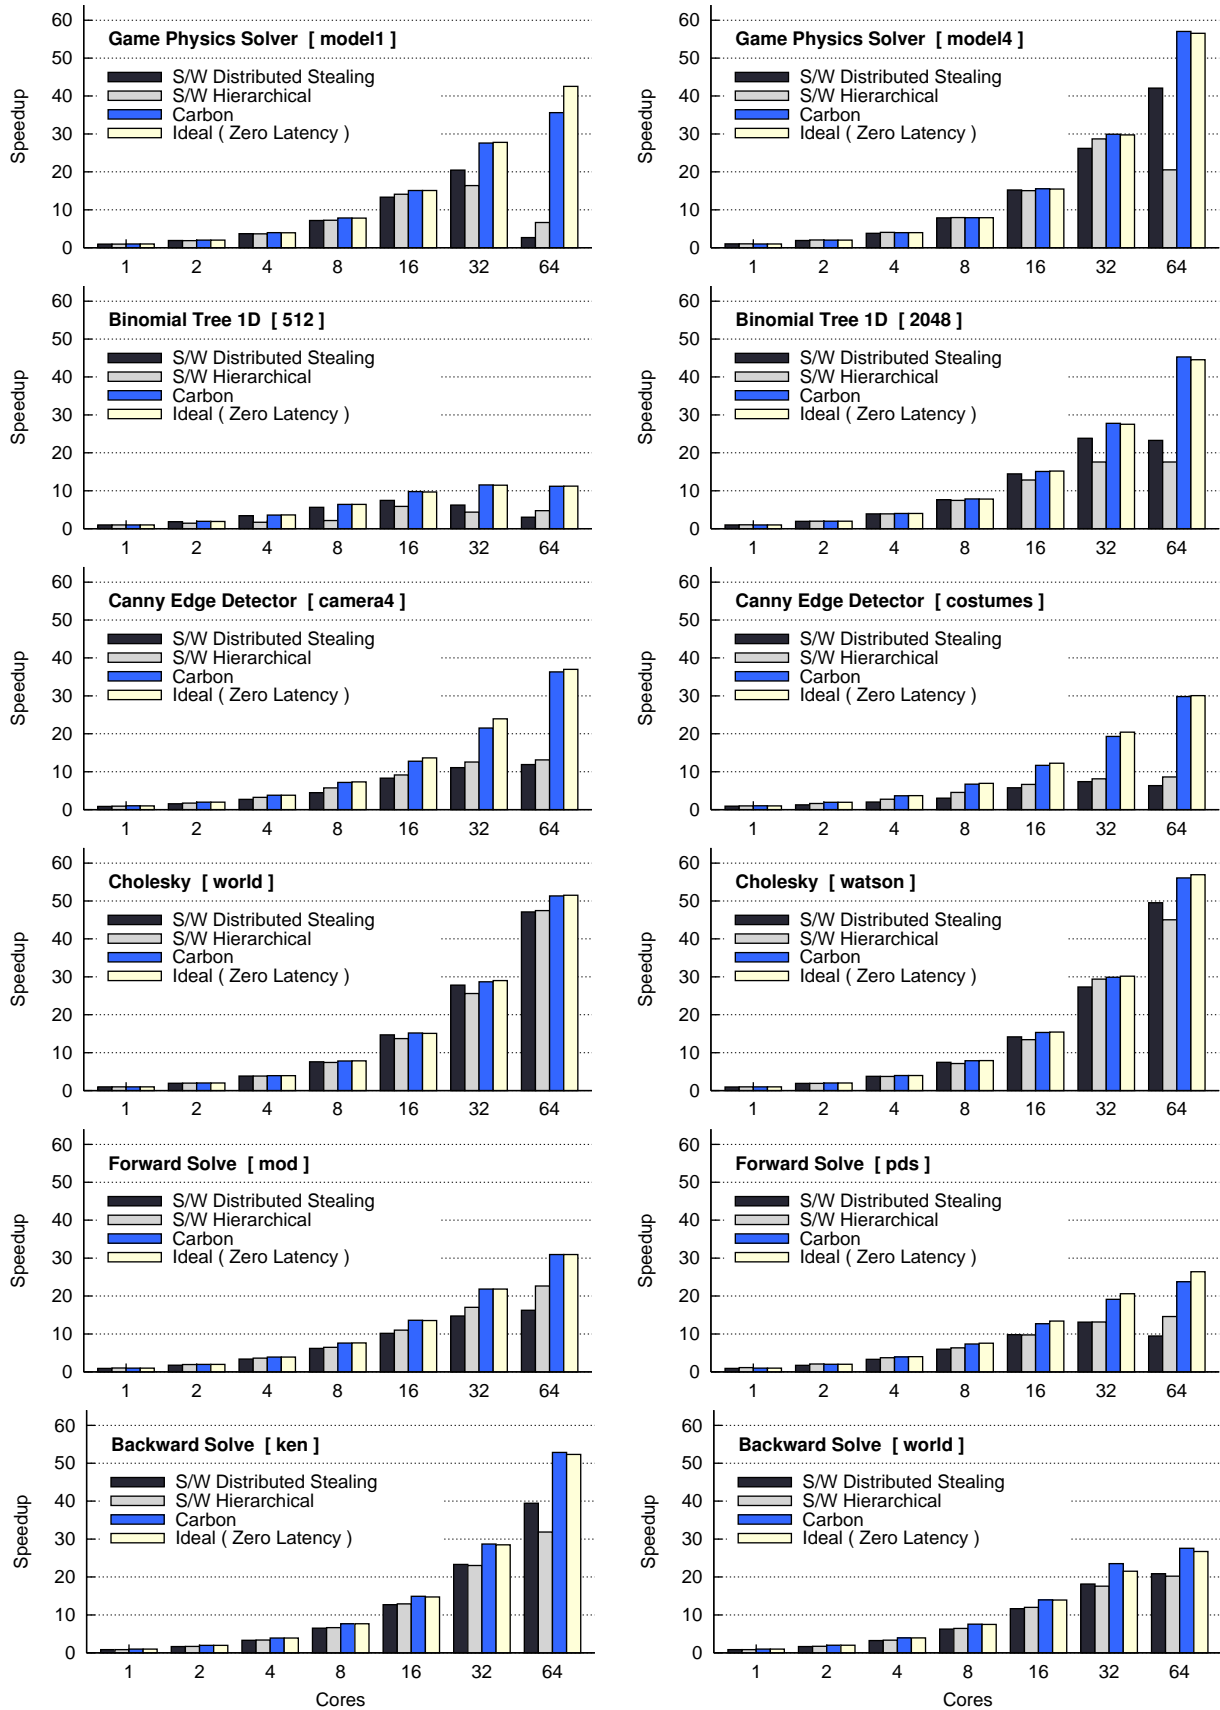 Game Physics Solver [ model1 ]
S/W Distributed Stealing
S/W Hierarchical
Carbon
Ideal ( Zero Latency )
Speedup
60
50
40
30
20
10
0
1 2 4 8 16 32 64
Game Physics Solver [ model4 ]
S/W Distributed Stealing
S/W Hierarchical
Carbon
Ideal ( Zero Latency )
Speedup
60
50
40
30
20
10
0
1 2 4 8 16 32 64
Binomial Tree 1D [ 512 ]
S/W Distributed Stealing
S/W Hierarchical
Carbon
Ideal ( Zero Latency )
Speedup
60
50
40
30
20
10
0
1 2 4 8 16 32 64
Binomial Tree 1D [ 2048 ]
S/W Distributed Stealing
S/W Hierarchical
Carbon
Ideal ( Zero Latency )
Speedup
60
50
40
30
20
10
0
1 2 4 8 16 32 64
Canny Edge Detector [ camera4 ]
S/W Distributed Stealing
S/W Hierarchical
Carbon
Ideal ( Zero Latency )
Speedup
60
50
40
30
20
10
0
1 2 4 8 16 32 64
Canny Edge Detector [ costumes ]
S/W Distributed Stealing
S/W Hierarchical
Carbon
Ideal ( Zero Latency )
Speedup
60
50
40
30
20
10
0
1 2 4 8 16 32 64
Cholesky [ world ]
S/W Distributed Stealing
S/W Hierarchical
Carbon
Ideal ( Zero Latency )
Speedup
60
50
40
30
20
10
0
1 2 4 8 16 32 64
Cholesky [ watson ]
S/W Distributed Stealing
S/W Hierarchical
Carbon
Ideal ( Zero Latency )
Speedup
60
50
40
30
20
10
0
1 2 4 8 16 32 64
Forward Solve [ mod ]
S/W Distributed Stealing
S/W Hierarchical
Carbon
Ideal ( Zero Latency )
Speedup
60
50
40
30
20
10
0
1 2 4 8 16 32 64
Forward Solve [ pds ]
S/W Distributed Stealing
S/W Hierarchical
Carbon
Ideal ( Zero Latency )
Speedup
60
50
40
30
20
10
0
1 2 4 8 16 32 64
Backward Solve [ ken ]
S/W Distributed Stealing
S/W Hierarchical
Carbon
Ideal ( Zero Latency )
Speedup
60
50
40
30
20
10
0
1 2 4 8 16 32 64
Cores
Backward Solve [ world ]
S/W Distributed Stealing
S/W Hierarchical
Carbon
Ideal ( Zero Latency )
Speedup
60
50
40
30
20
10
0
1 2 4 8 16 32 64
Cores